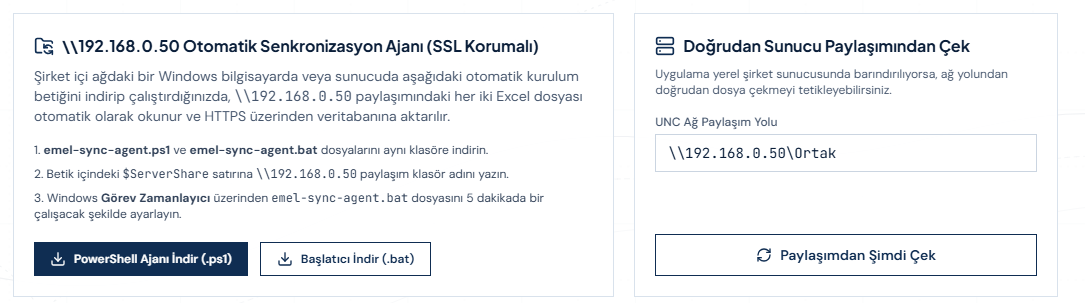 \\192.168.0.50 Otomatik Senkronizasyon Ajanı (SSL Korumalı)
Şirket içi ağdaki bir Windows bilgisayarda veya sunucuda aşağıdaki otomatik kurulum
betiğini indirip çalıştırdığınızda, \\192.168.0.50 paylaşımındaki her iki Excel dosyası
otomatik olarak okunur ve HTTPS üzerinden veritabanına aktarılır.
1. emel-sync-agent.ps1 ve emel-sync-agent.bat dosyalarını aynı klasöre indirin.
2. Betik içindeki $ServerShare satırına \\192.168.0.50 paylaşım klasör adını yazın.
3. Windows Görev Zamanlayıcı üzerinden emel-sync-agent.bat dosyasını 5 dakikada bir
çalışacak şekilde ayarlayın.
PowerShell Ajanı İndir (.ps1)
Başlatıcı İndir (.bat)
Doğrudan Sunucu Paylaşımından Çek
Uygulama yerel şirket sunucusunda barındırılıyorsa, ağ yolundan
doğrudan dosya çekmeyi tetikleyebilirsiniz.
UNC Ağ Paylaşım Yolu
\\192.168.0.50\Ortak
Paylaşımdan Şimdi Çek